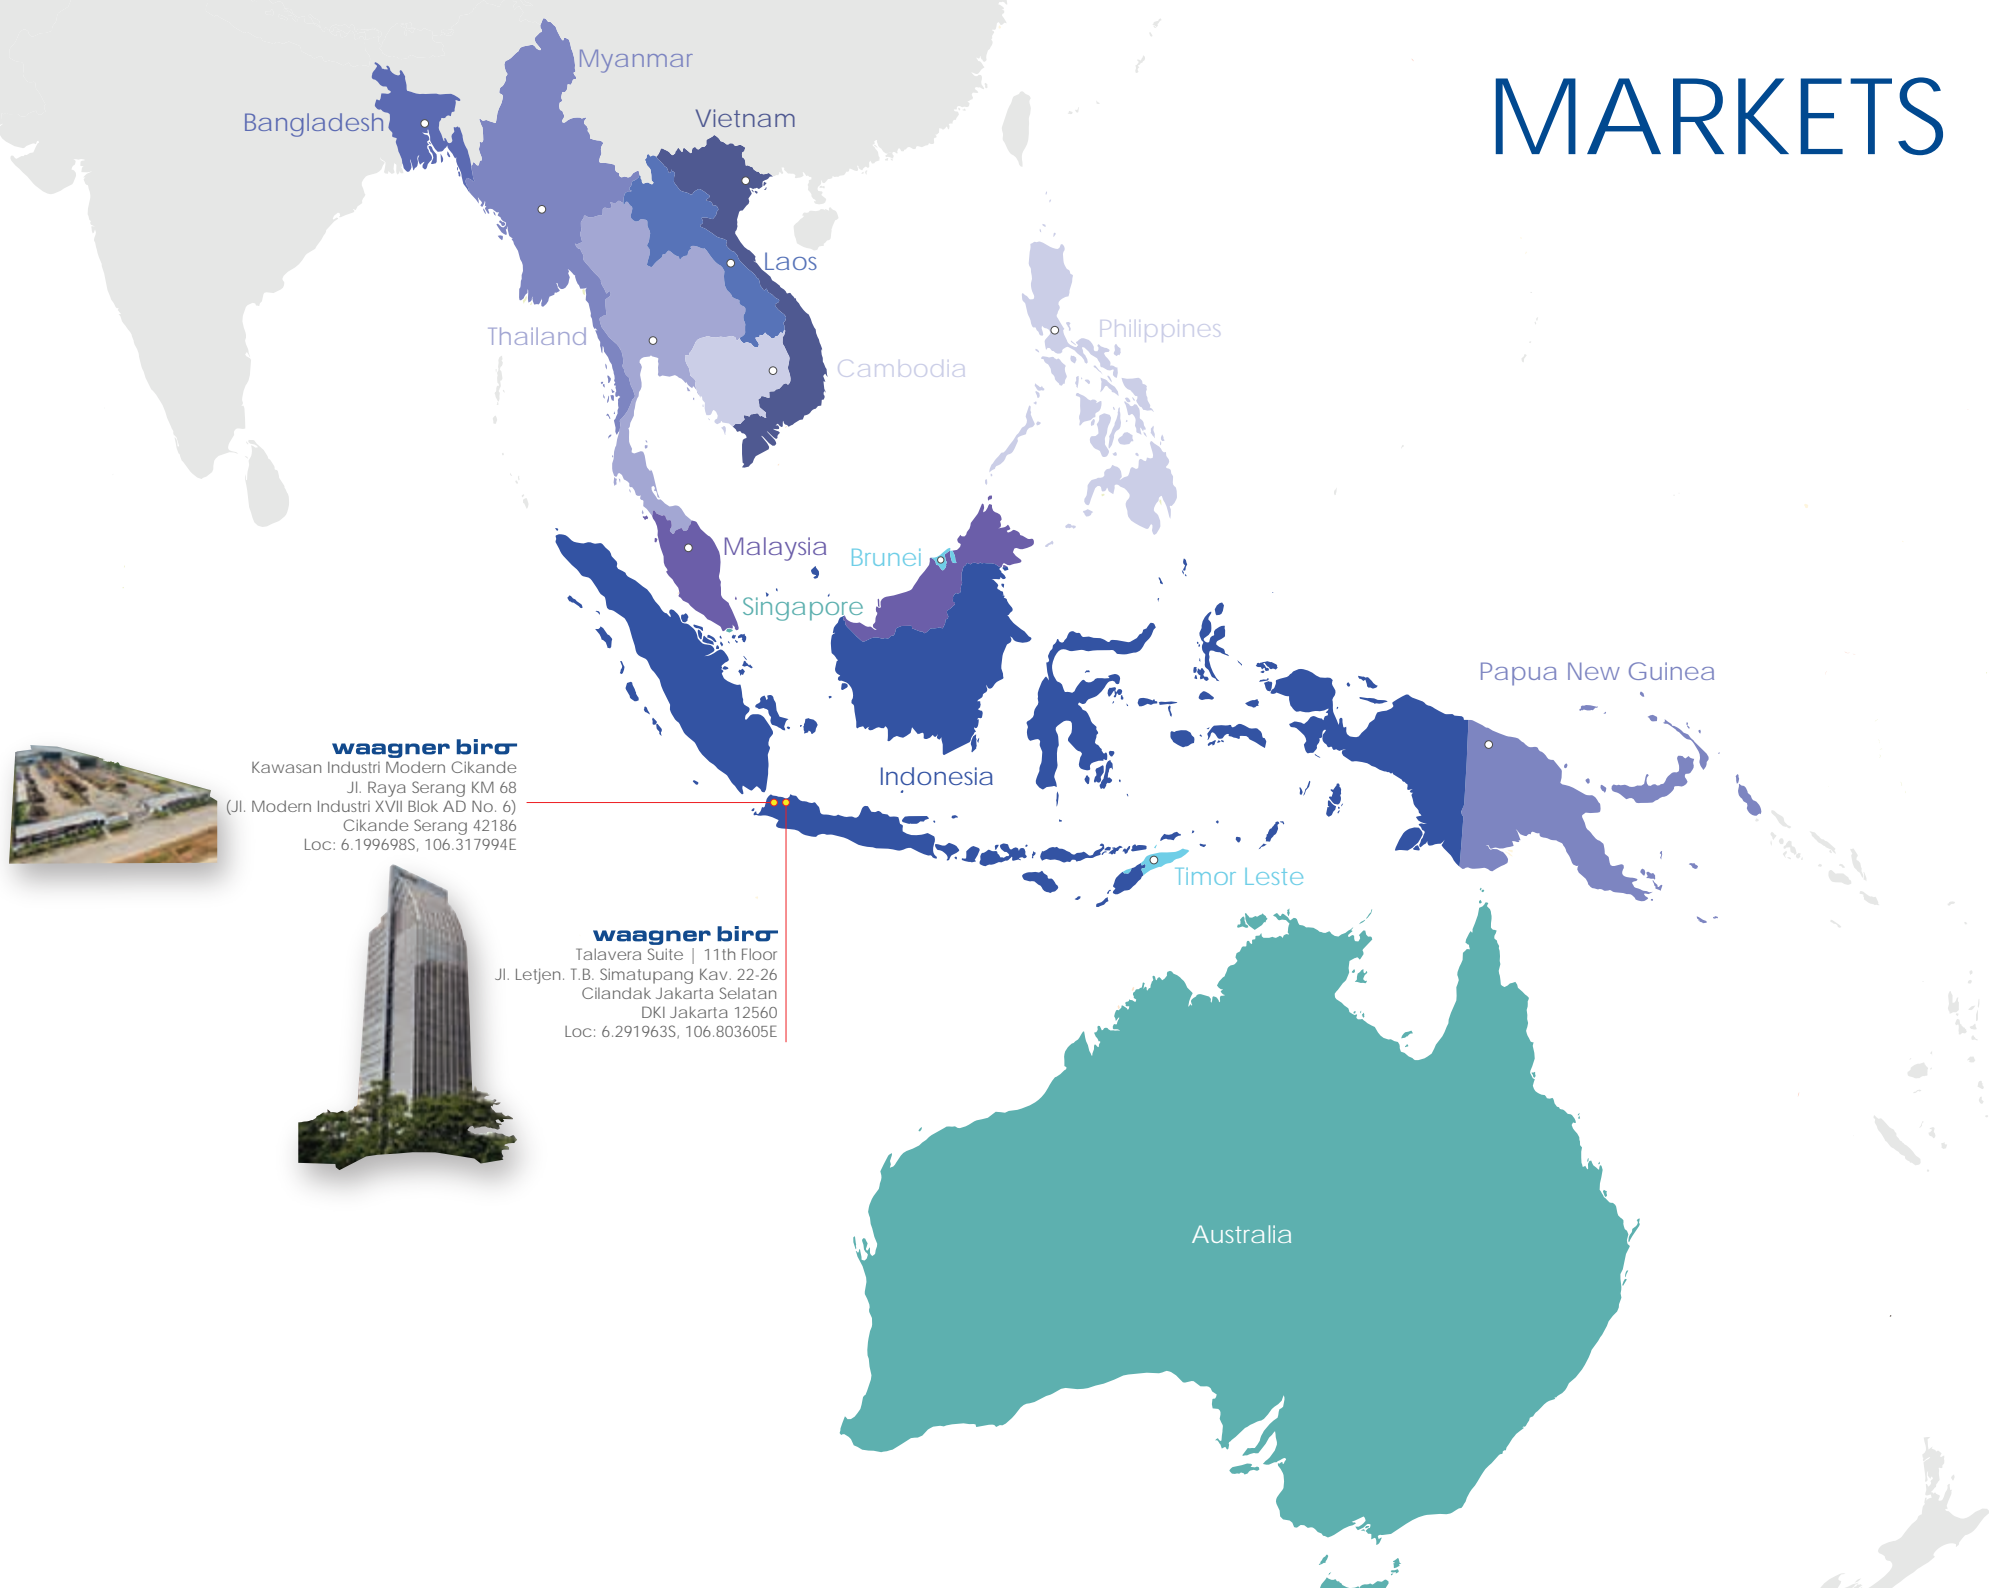 MARKETS
Myanmar
Bangladesh
Vietnam
Laos
Thailand
Philippines
Cambodia
Malaysia
Brunei
Singapore
Papua New Guinea
Indonesia
waagner biro
Kawasan Industri Modern Cikande
Jl. Raya Serang KM 68
(Jl. Modern Industri XVII Blok AD No. 6)
Cikande Serang 42186
Loc: 6.199698S, 106.317994E
Timor Leste
waagner biro
Talavera Suite | 11th Floor
Jl. Letjen. T.B. Simatupang Kav. 22-26
Cilandak Jakarta Selatan
DKI Jakarta 12560
Loc: 6.291963S, 106.803605E
Australia